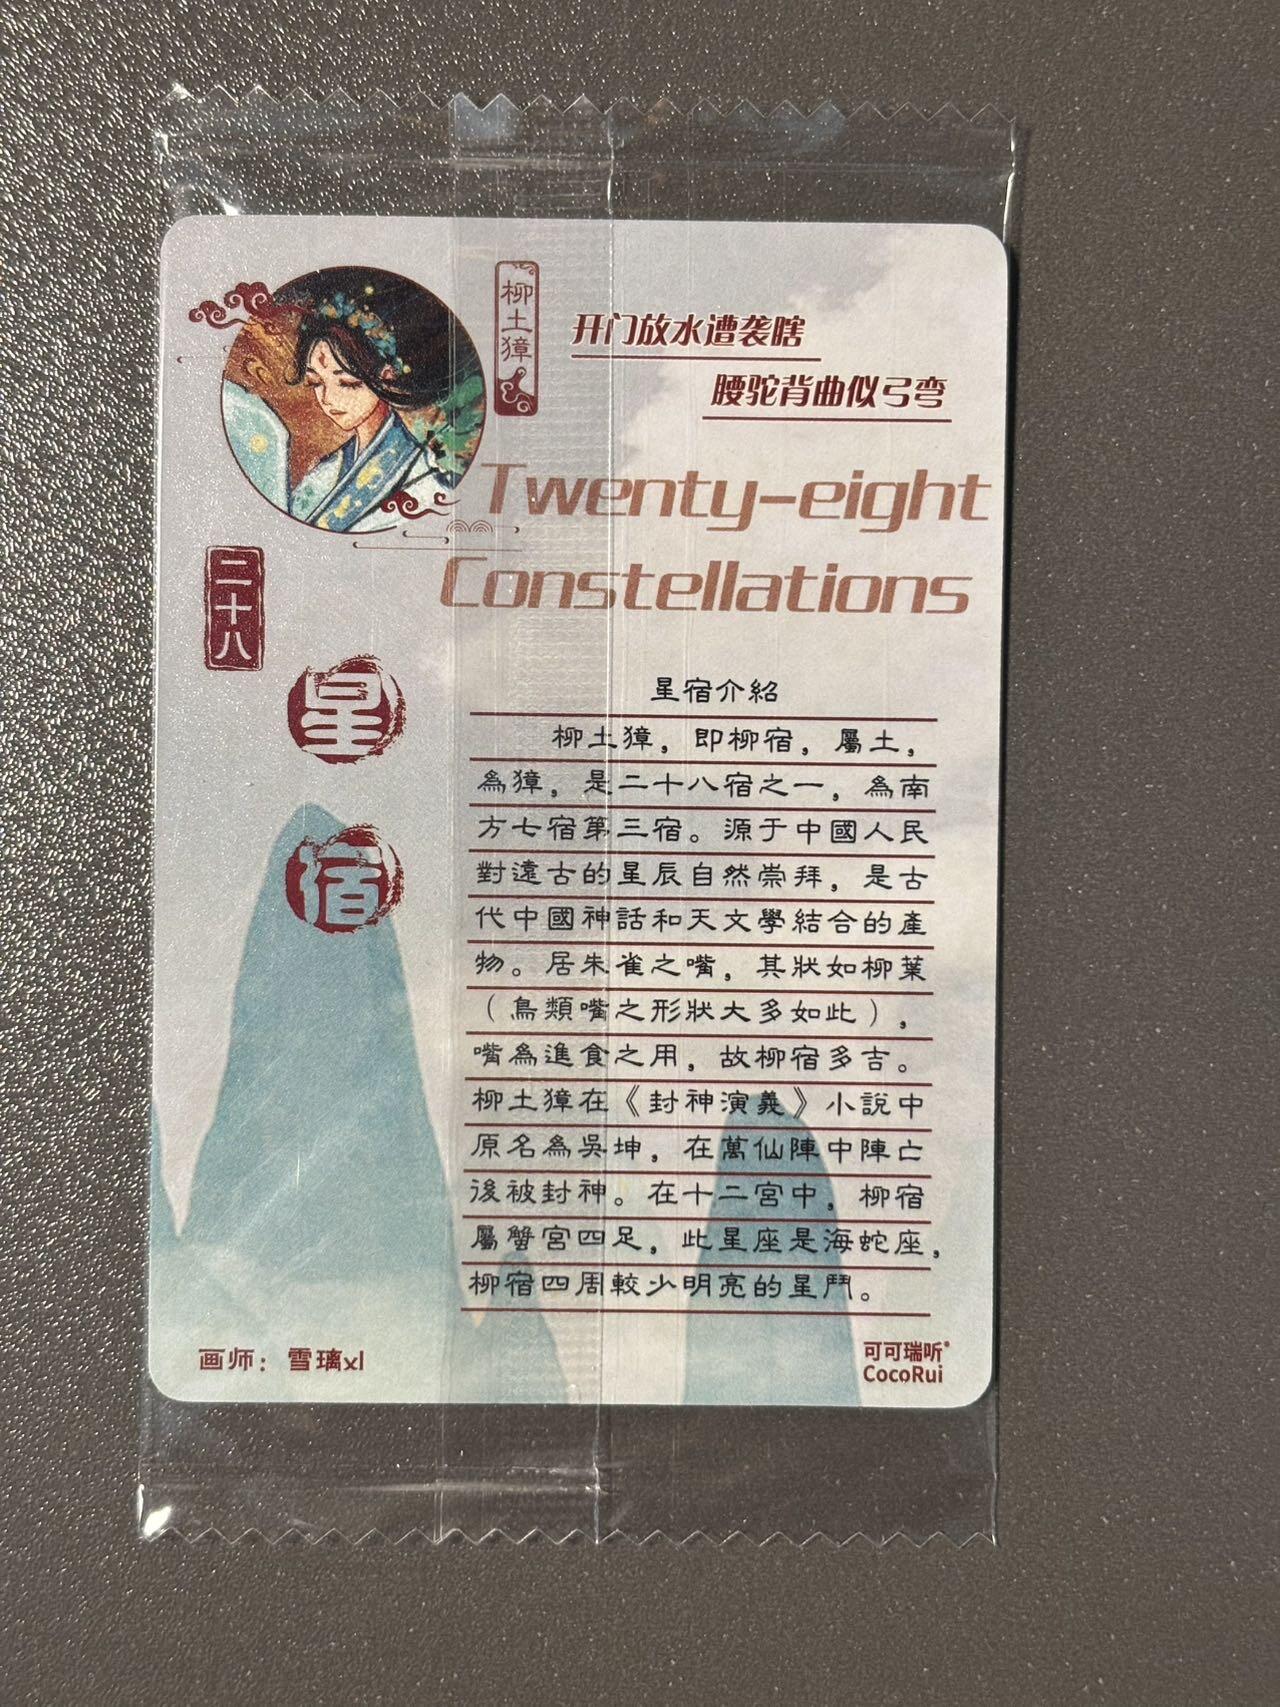 柳土獐
开门放水遭袭瞎
腰驼背曲似弓弯
Twenty-eight
Constellations
二十八
星
宿
星宿介紹
柳土獐，即柳宿，屬土，
為獐，是二十八宿之一，為南
方七宿第三宿。源于中國人民
對遠古的星辰自然崇拜，是古
代中國神話和天文學結合的產
物。居朱雀之嘴，其狀如柳葉
（鳥類嘴之形狀大多如此），
嘴為進食之用，故柳宿多吉。
柳土獐在《封神演義》小說中
原名為吳坤，在萬仙陣中陣亡
後被封神。在十二宮中，柳宿
屬蟹宮四足，此星座是海蛇座，
柳宿四周較少明亮的星鬥。
画师：雪璃xl
可可瑞听®
CocoRui